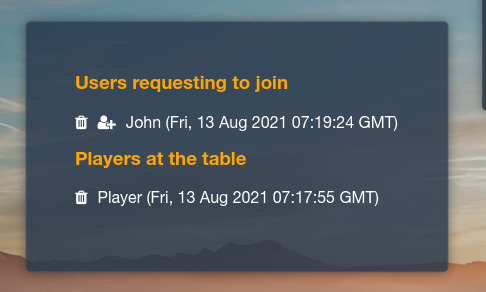 Users requesting to join
John (Fri, 13 Aug 2021 07:19:24 GMT)
Players at the table
Player (Fri, 13 Aug 2021 07:17:55 GMT)